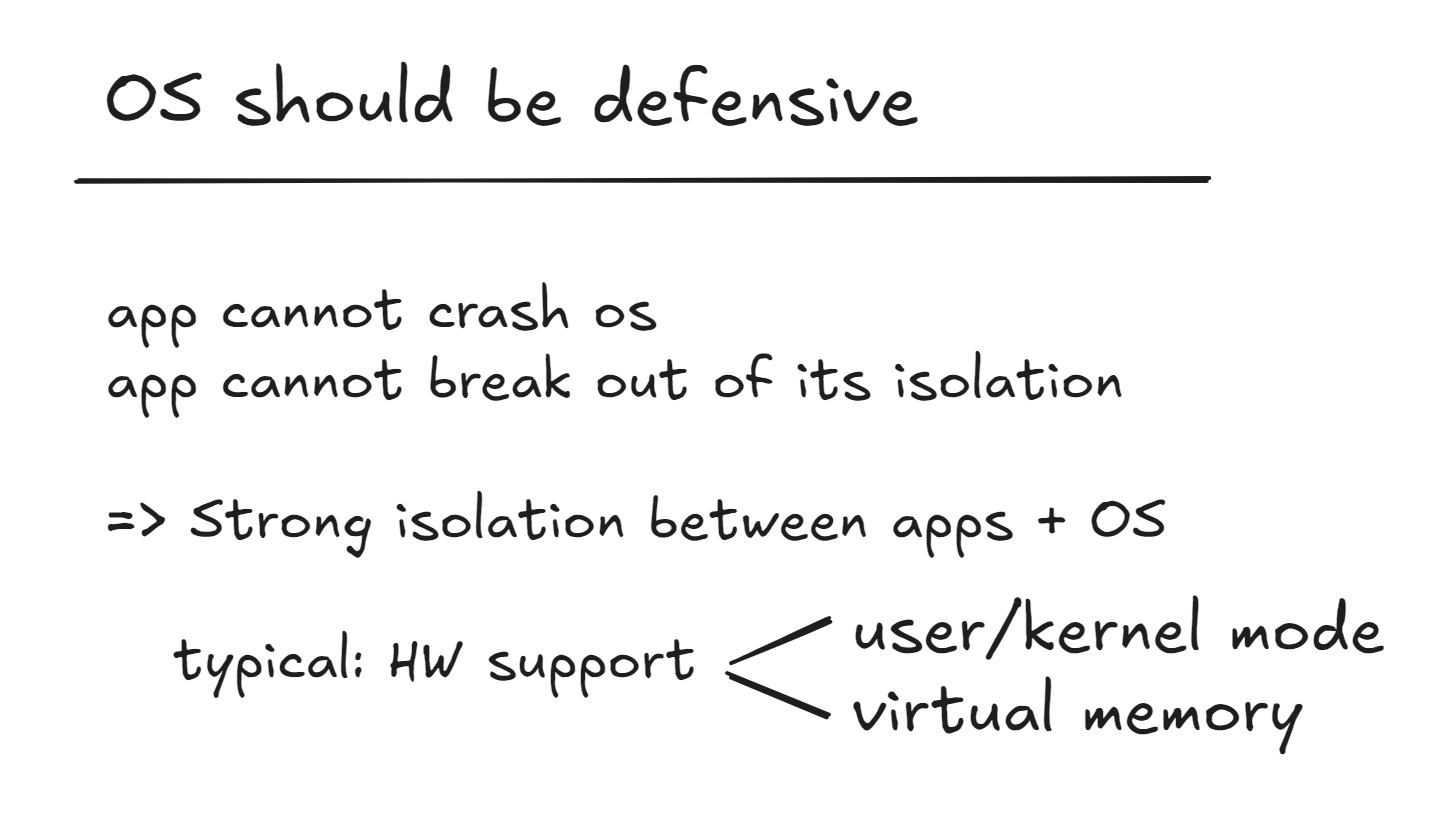 OS should be defensive
app cannot crash os
app cannot break out of its isolation
=> Strong isolation between apps + OS
typical: HW support
user/kernel mode
virtual memory